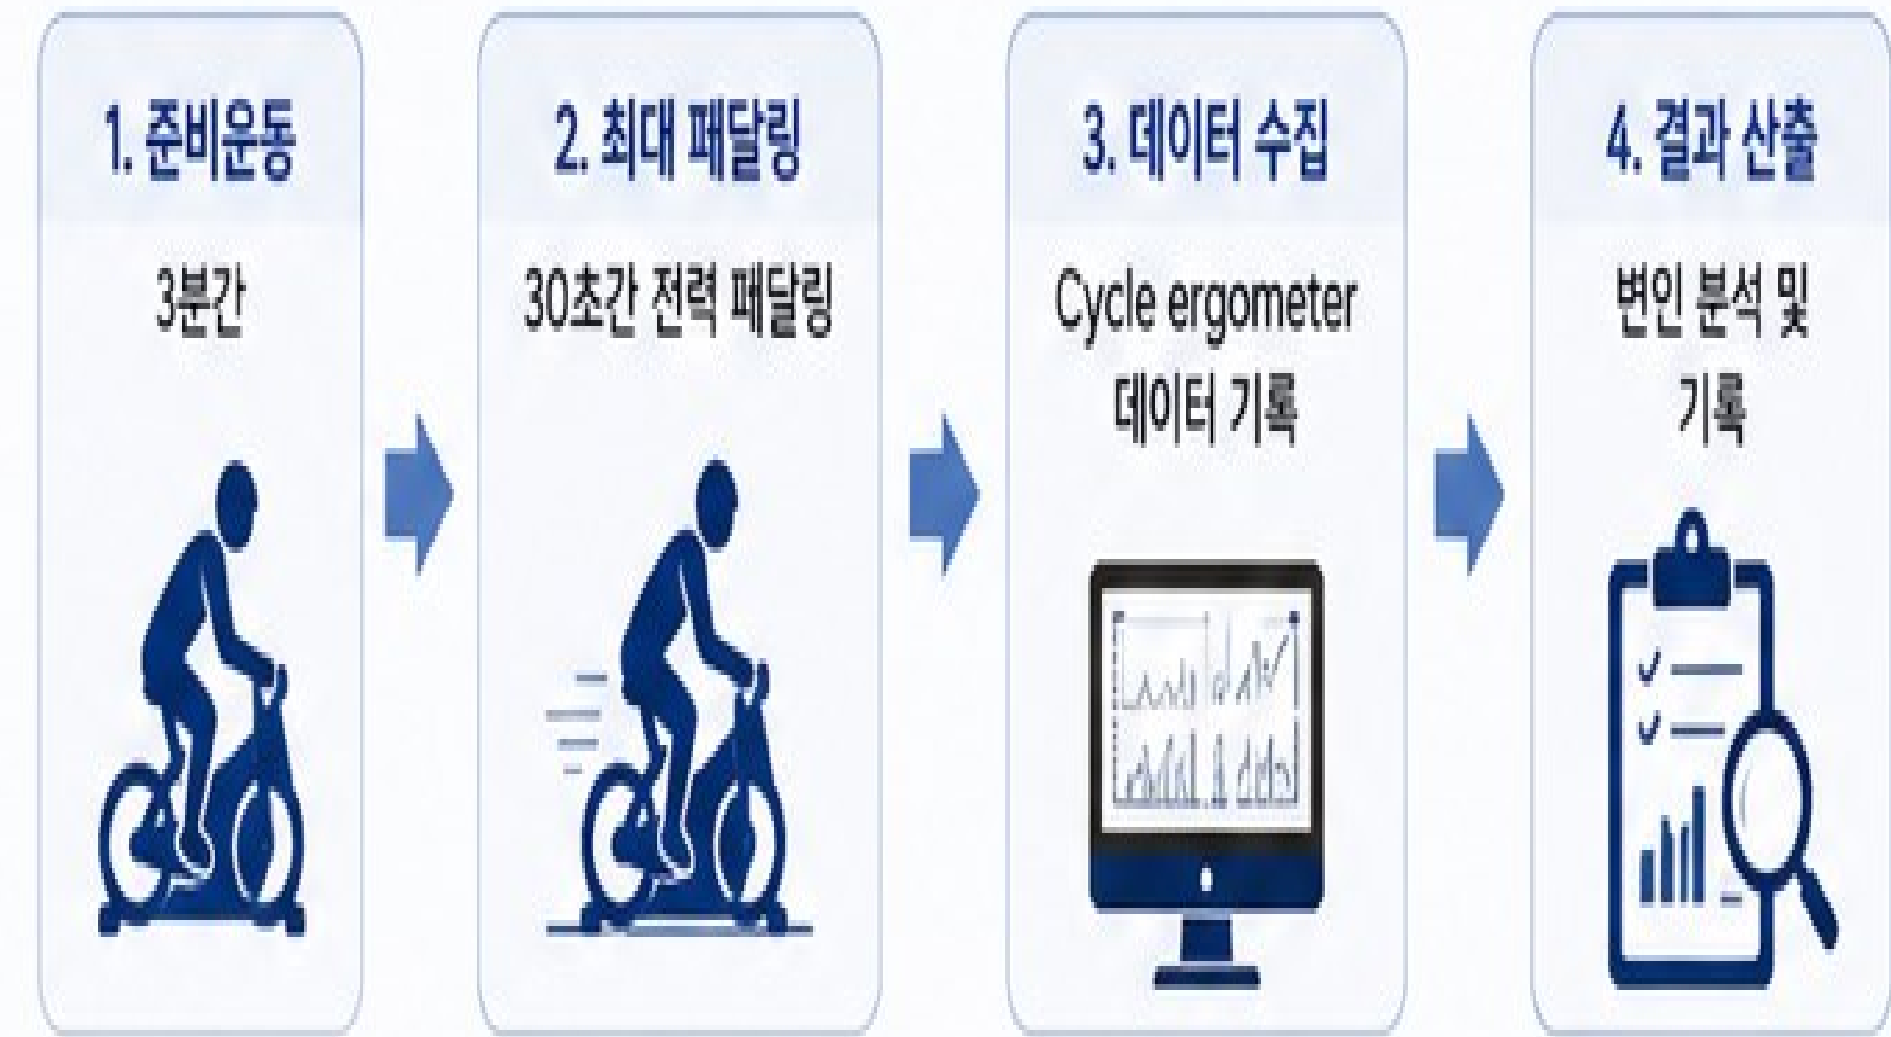 1. 준비운동
3분간
2. 최대 패달링
30초간 전력 패달링
3. 데이터 수집
Cycle ergometer
데이터 기록
4. 결과 산출
변인 분석 및
기록